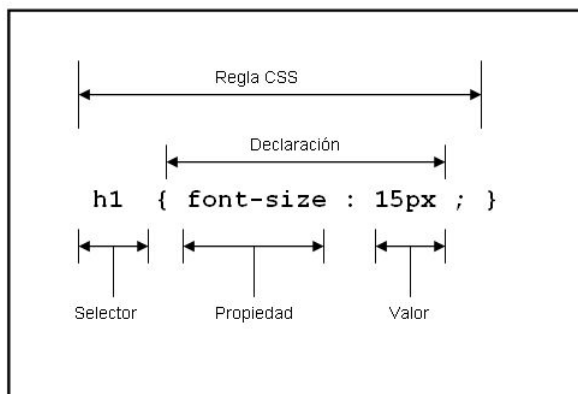 Regla CSS
Declaración
h1 { font-size : 15px ; }
Selector Propiedad Valor